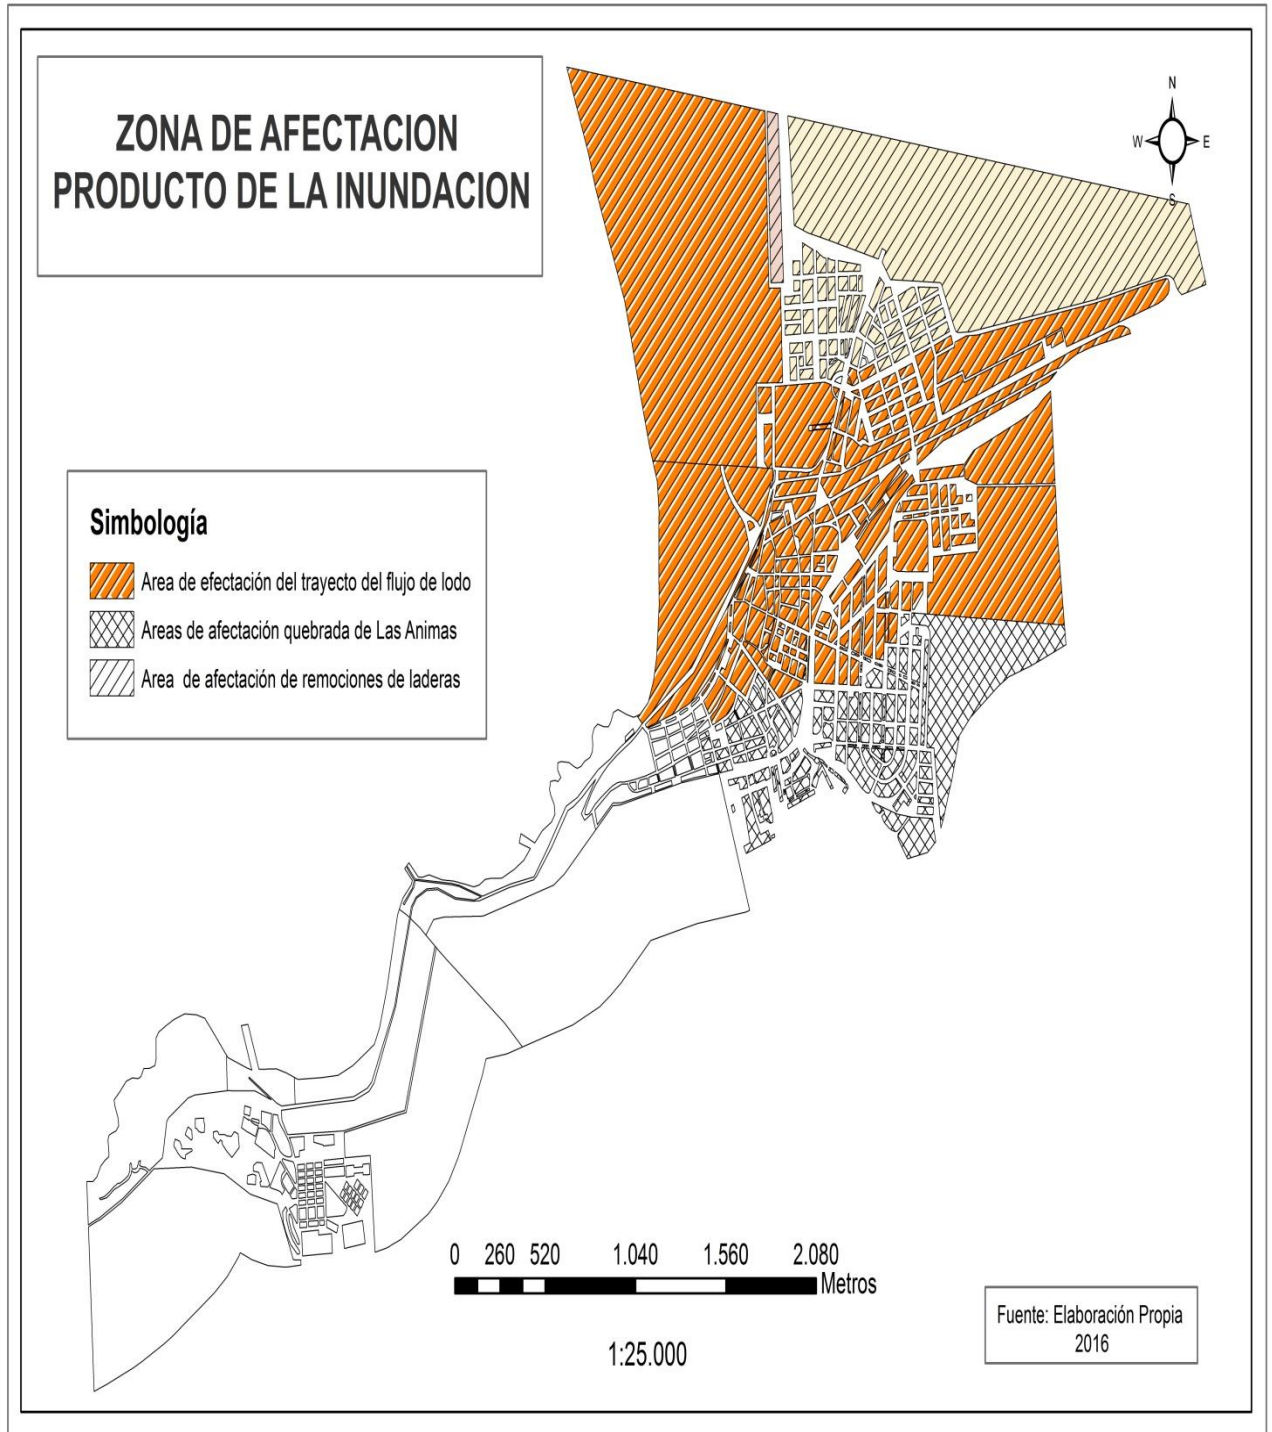 ZONA DE AFECTACION
PRODUCTO DE LA INUNDACION
N
W E
S
Simbología
Area de efectación del trayecto del flujo de lodo
Areas de afectación quebrada de Las Animas
Area de afectación de remociones de laderas
0 260 520 1.040 1.560 2.080
Metros
1:25.000
Fuente: Elaboración Propia
2016